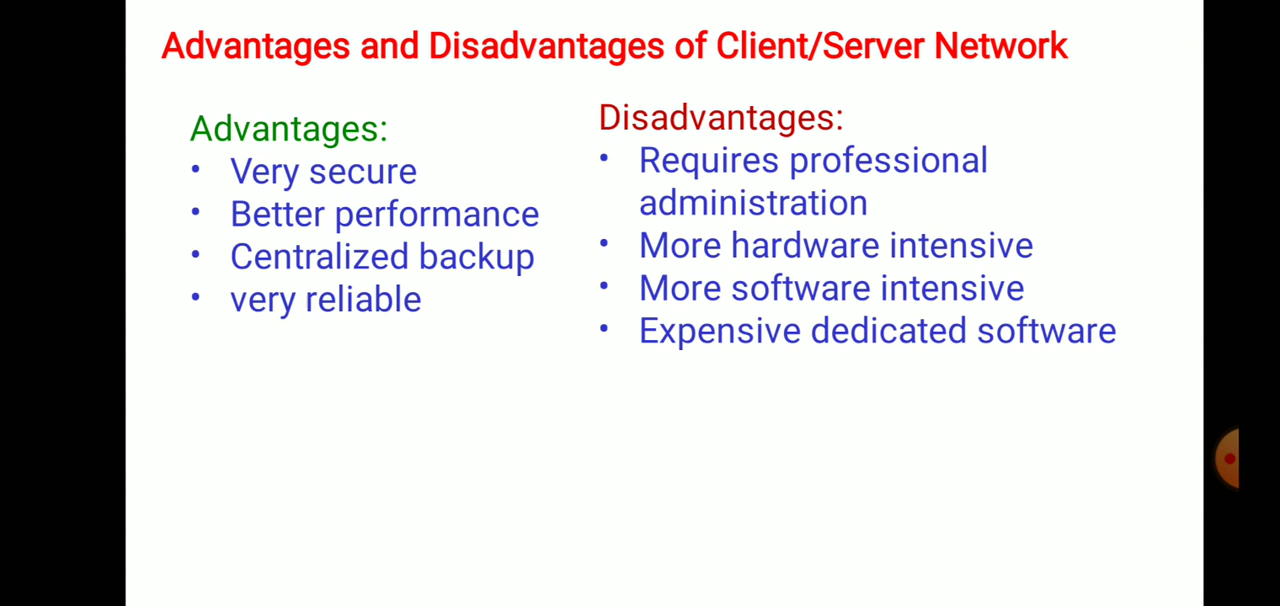 Advantages and Disadvantages of Client/Server Network
Advantages:
• Very secure
• Better performance
• Centralized backup
• very reliable
Disadvantages:
• Requires professional
administration
• More hardware intensive
• More software intensive
• Expensive dedicated software